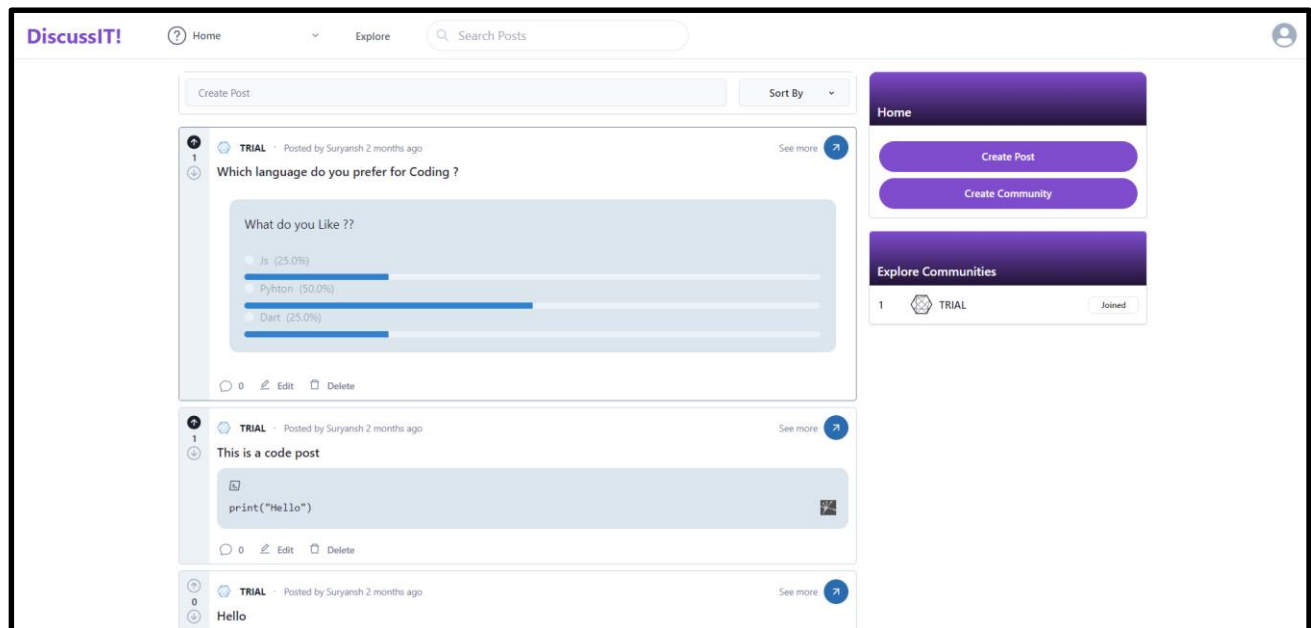 DiscussIT!
? Home
Explore
Search Posts
Create Post
Sort By
1
TRIAL · Posted by Suryansh 2 months ago
See more
Which language do you prefer for Coding ?
What do you Like ??
Js (25.0%)
Pyhton (50.0%)
Dart (25.0%)
0 Edit Delete
1
TRIAL · Posted by Suryansh 2 months ago
See more
This is a code post
print("Hello")
0 Edit Delete
0
TRIAL · Posted by Suryansh 2 months ago
See more
Hello
Home
Create Post
Create Community
Explore Communities
1 TRIAL Joined